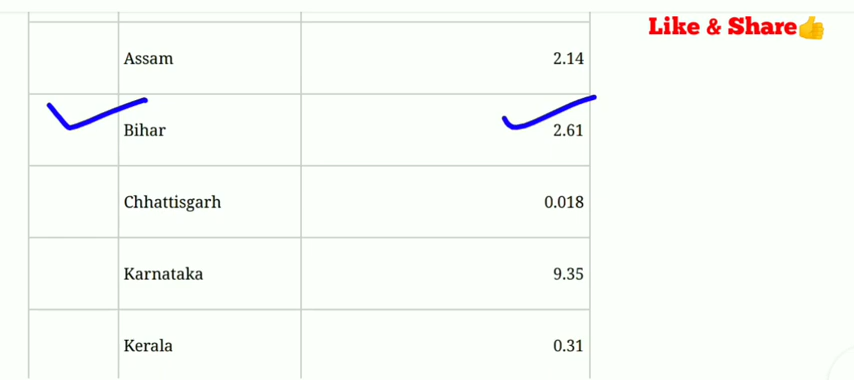 Like & Share👍
Assam 2.14
Bihar 2.61
Chhattisgarh 0.018
Karnataka 9.35
Kerala 0.31